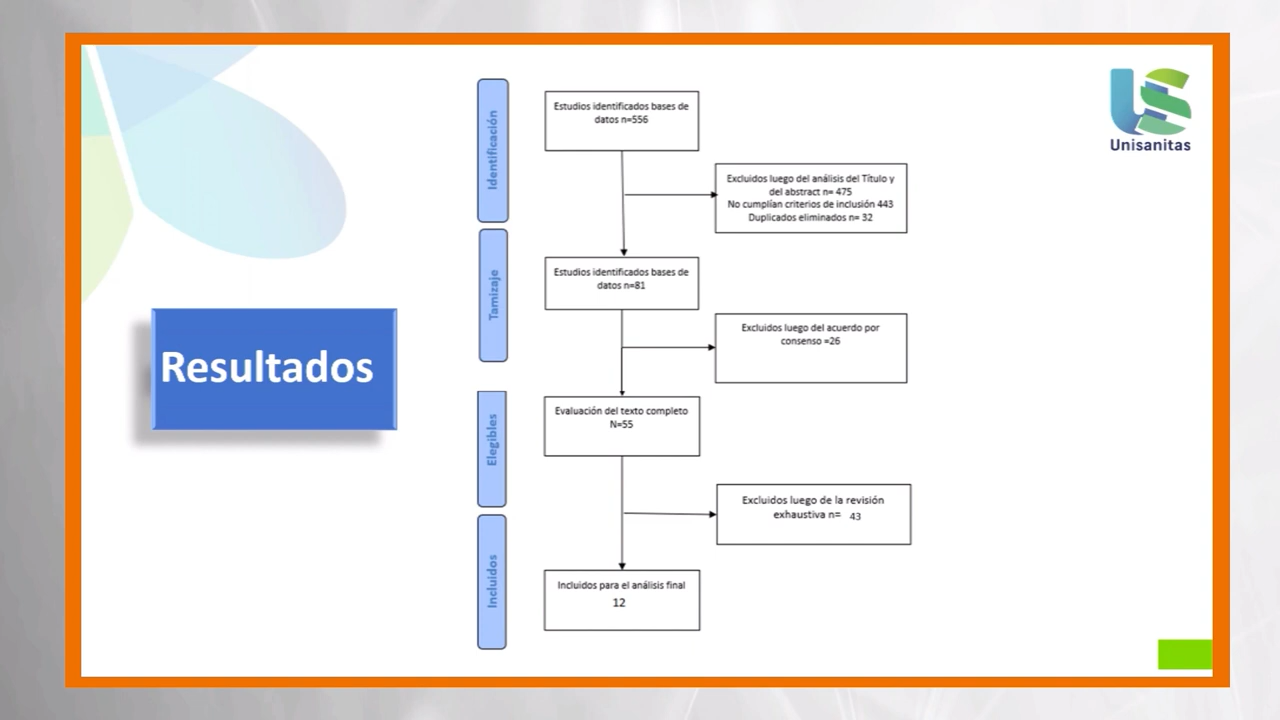 Unisanitas
Resultados
Identificación
Estudios identificados bases de
datos n=556
Excluidos luego del análisis del Título y
del abstract n= 475
No cumplían criterios de inclusión 443
Duplicados eliminados n= 32
Tamizaje
Estudios identificados bases de
datos n=81
Excluidos luego del acuerdo por
consenso =26
Elegibles
Evaluación del texto completo
N=55
Excluidos luego de la revisión
exhaustiva n= 43
Incluidos
Incluidos para el análisis final
12